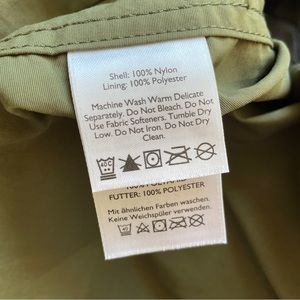 Shell: 100% Nylon
Lining: 100% Polyester
Machine Wash Warm Delicate
Separately. Do Not Bleach. Do Not
Use Fabric Softeners. Tumble Dry
Low. Do Not Iron. Do Not Dry
Clean.
40C
FUTTER: 100% POLYESTER
Mit ähnlichen Farben waschen.
Keine Weichspüler verwenden.